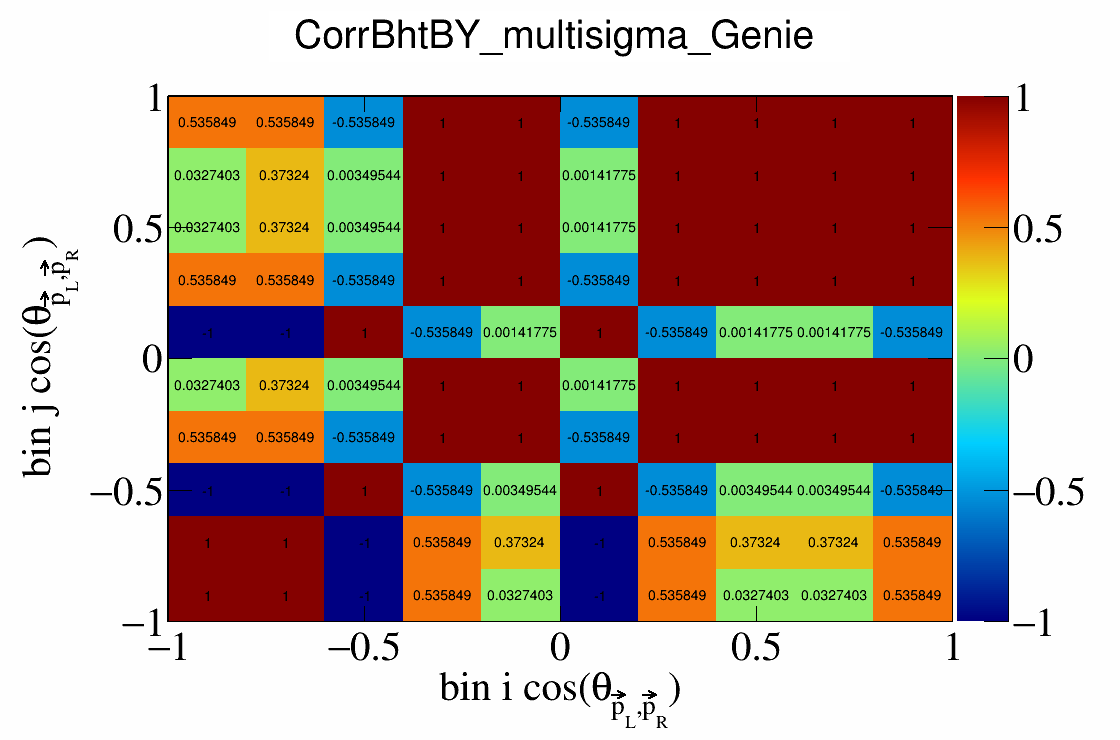 CorrBhtBY_multisigma_Genie
1
0.535849 0.535849 -0.535849 1 1 -0.535849 1 1 1 1
1
0.0327403 0.37324 0.00349544 1 1 0.00141775 1 1 1 1
0.5
0.0327403 0.37324 0.00349544 1 1 0.00141775 1 1 1 1
0.5
0.535849 0.535849 -0.535849 1 1 -0.535849 1 1 1 1
-1 -1 1 -0.535849 0.00141775 1 -0.535849 0.00141775 0.00141775 -0.535849
0
0
0.0327403 0.37324 0.00349544 1 1 0.00141775 1 1 1 1
0.535849 0.535849 -0.535849 1 1 -0.535849 1 1 1 1
−0.5
-1 -1 1 -0.535849 0.00349544 1 -0.535849 0.00349544 0.00349544 -0.535849
−0.5
1 1 -1 0.535849 0.37324 -1 0.535849 0.37324 0.37324 0.535849
1 1 -1 0.535849 0.0327403 -1 0.535849 0.0327403 0.0327403 0.535849
−1
−1
−1 −0.5 0 0.5 1
bin i cos(θp⃗L,p⃗R)
bin j cos(θp⃗L,p⃗R)